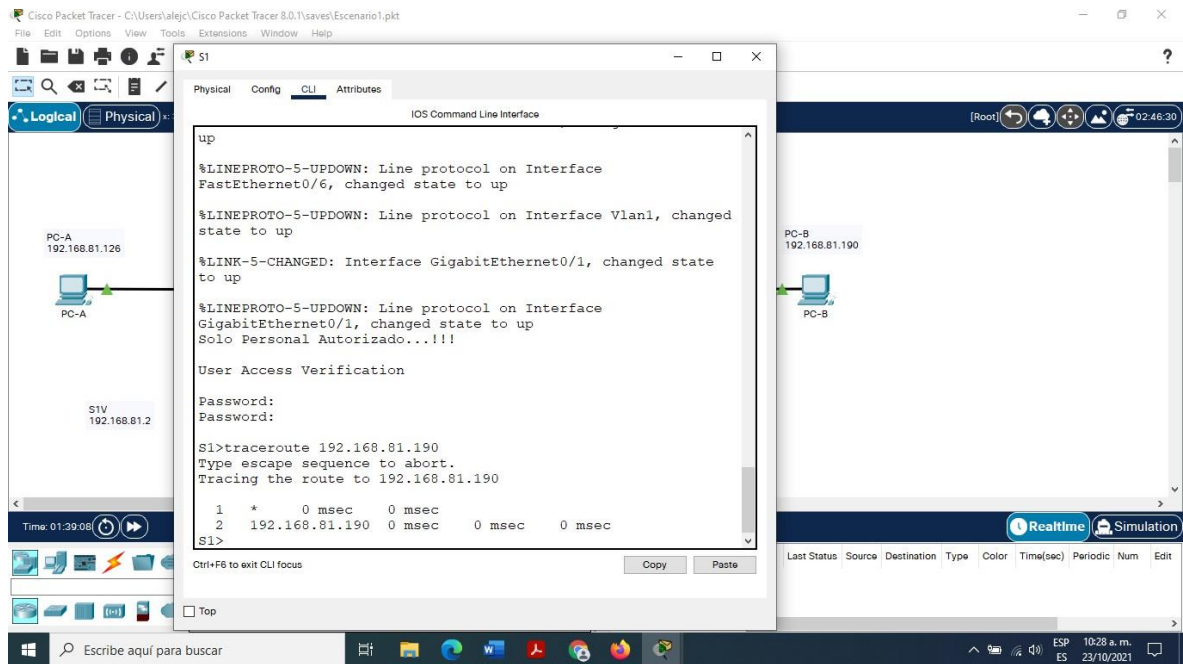 Cisco Packet Tracer - C:\Users\alejc\Cisco Packet Tracer 8.0.1\saves\Escenario1.pkt
File Edit Options View Tools Extensions Window Help
S1
Physical Config CLI Attributes
Logical Physical x:
IOS Command Line Interface
[Root] 02:46:30
up
%LINEPROTO-5-UPDOWN: Line protocol on Interface
FastEthernet0/6, changed state to up
%LINEPROTO-5-UPDOWN: Line protocol on Interface Vlan1, changed
state to up
%LINK-5-CHANGED: Interface GigabitEthernet0/1, changed state
to up
%LINEPROTO-5-UPDOWN: Line protocol on Interface
GigabitEthernet0/1, changed state to up
Solo Personal Autorizado...!!!
User Access Verification
Password:
Password:
S1>traceroute 192.168.81.190
Type escape sequence to abort.
Tracing the route to 192.168.81.190
1 * 0 msec 0 msec
2 192.168.81.190 0 msec 0 msec 0 msec
S1>
Ctrl+F6 to exit CLI focus
Copy Paste
Top
PC-A
192.168.81.126
PC-A
S1V
192.168.81.2
PC-B
192.168.81.190
PC-B
Time: 01:39:08
Realtime Simulation
Last Status Source Destination Type Color Time(sec) Periodic Num Edit
Escribe aquí para buscar
ESP
ES
10:28 a. m.
23/10/2021